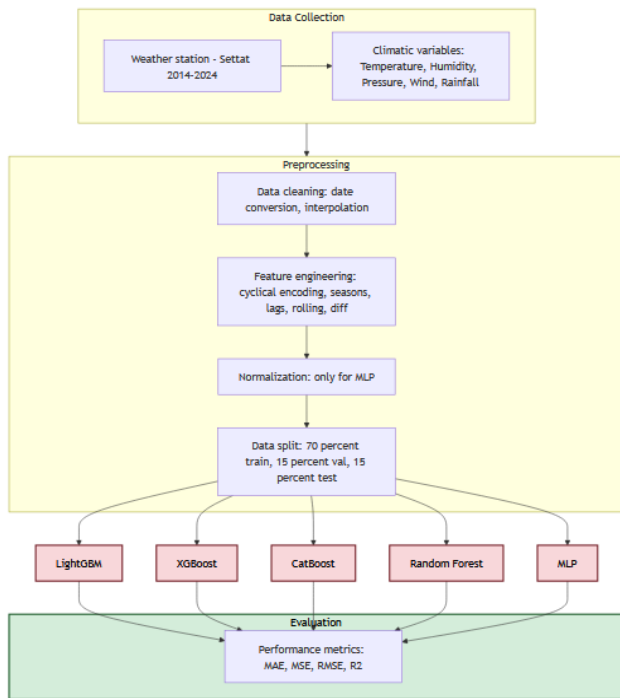 Data Collection
Weather station - Settat
2014-2024
Climatic variables:
Temperature, Humidity,
Pressure, Wind, Rainfall
Preprocessing
Data cleaning: date
conversion, interpolation
Feature engineering:
cyclical encoding, seasons,
lags, rolling, diff
Normalization: only for MLP
Data split: 70 percent
train, 15 percent val, 15
percent test
LightGBM
XGBoost
CatBoost
Random Forest
MLP
Evaluation
Performance metrics:
MAE, MSE, RMSE, R2